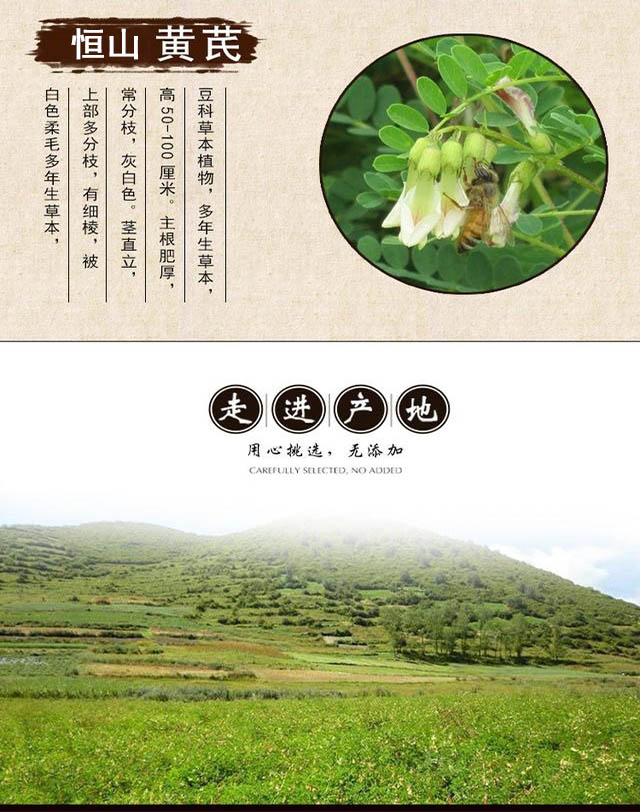 恒山 黄芪
豆科草本植物，多年生草本，
高50-100厘米。主根肥厚，
常分枝，灰白色。茎直立，
上部多分枝，有细棱，被
白色柔毛多年生草本，
走进产地
用心挑选，无添加
CAREFULLY SELECTED, NO ADDED